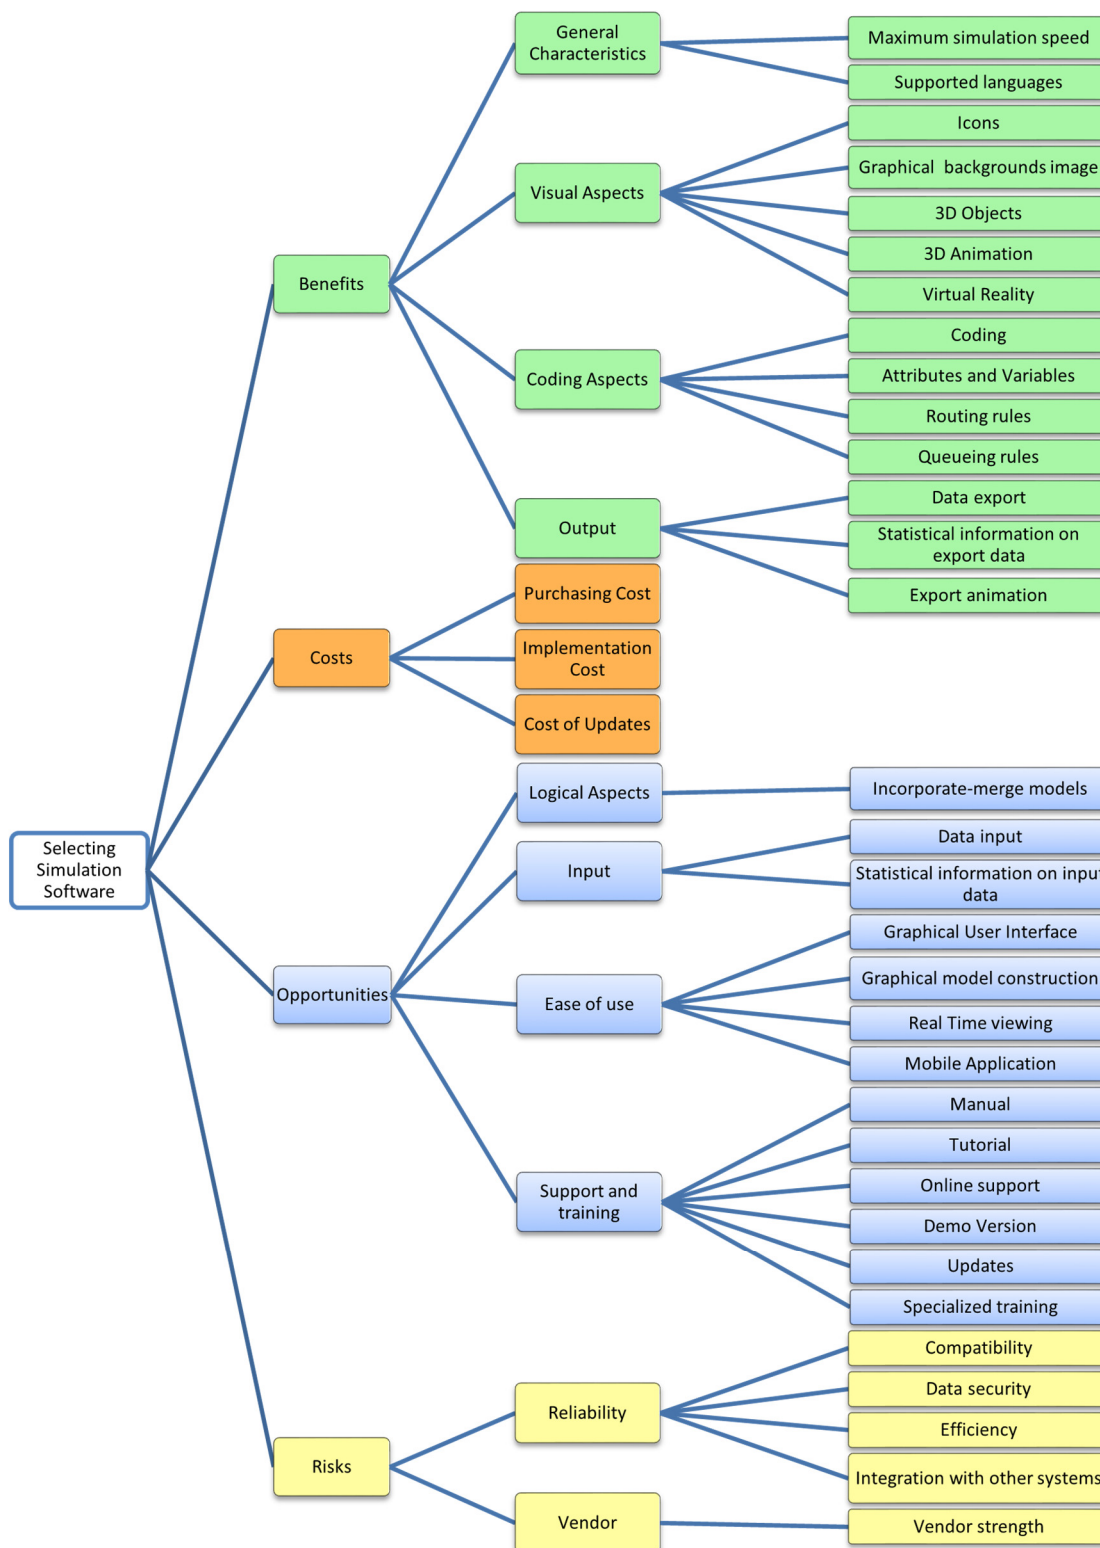 Selecting
Simulation
Software
Benefits
General
Characteristics
Maximum simulation speed
Supported languages
Visual Aspects
Icons
Graphical backgrounds image
3D Objects
3D Animation
Virtual Reality
Coding Aspects
Coding
Attributes and Variables
Routing rules
Queueing rules
Output
Data export
Statistical information on
export data
Export animation
Costs
Purchasing Cost
Implementation
Cost
Cost of Updates
Opportunities
Logical Aspects
Incorporate-merge models
Input
Data input
Statistical information on input
data
Ease of use
Graphical User Interface
Graphical model construction
Real Time viewing
Mobile Application
Support and
training
Manual
Tutorial
Online support
Demo Version
Updates
Specialized training
Risks
Reliability
Compatibility
Data security
Efficiency
Integration with other systems
Vendor
Vendor strength